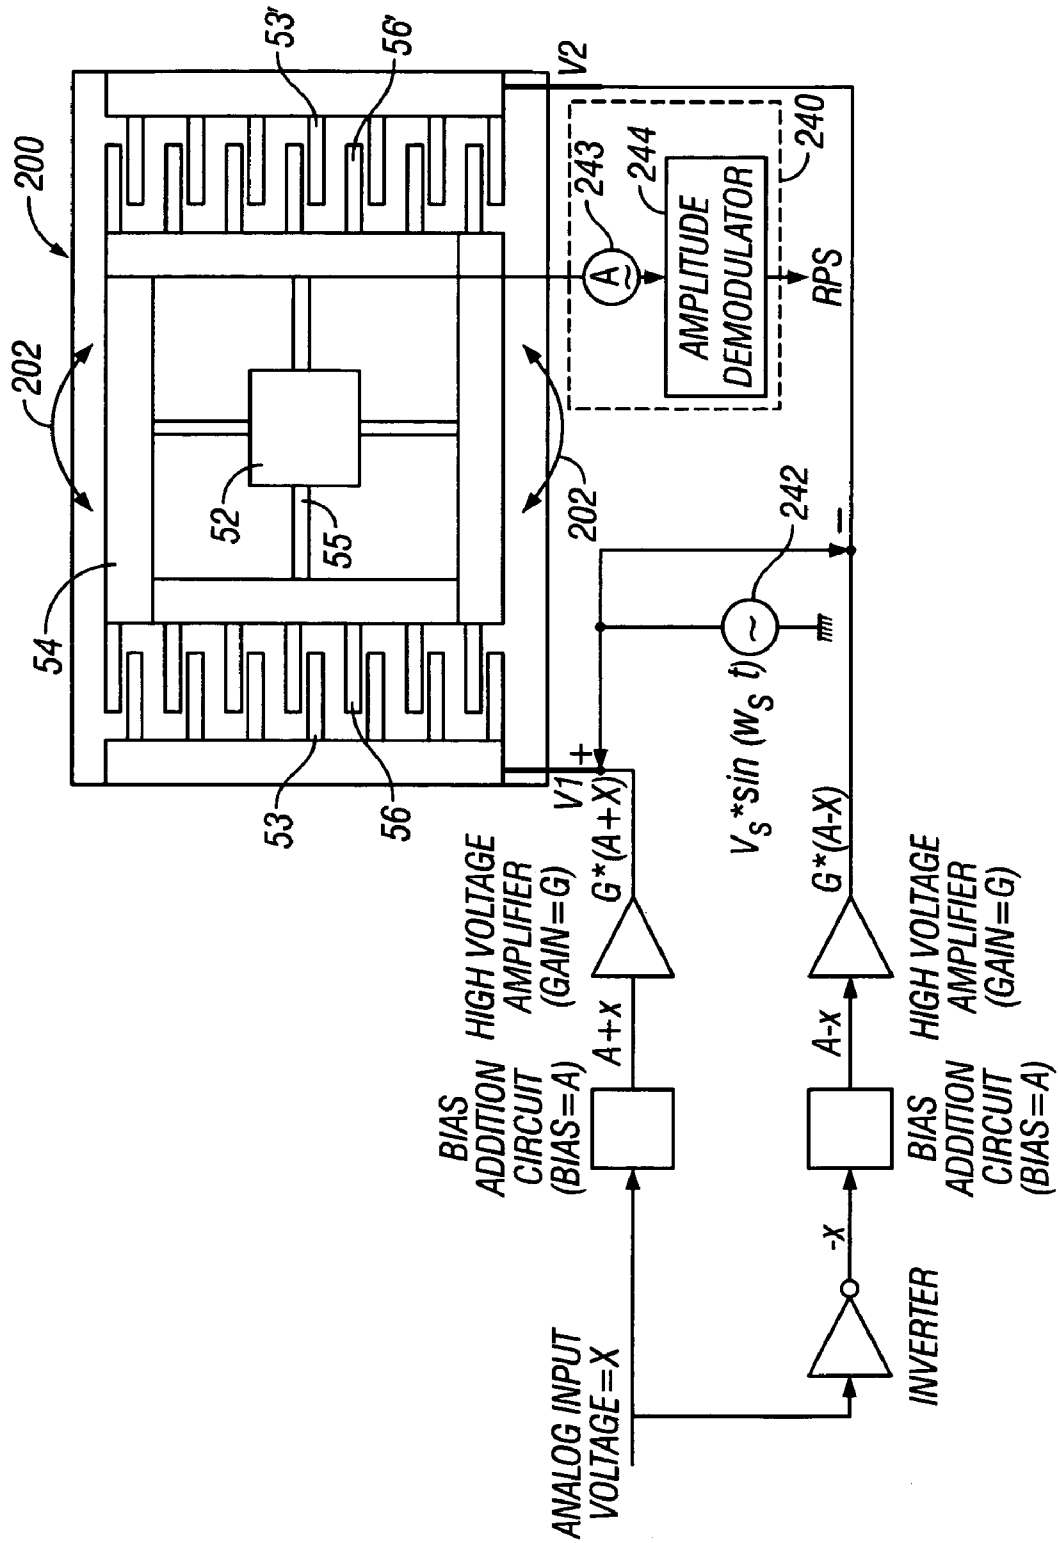 ANALOG INPUT
VOLTAGE=X
INVERTER
-x
BIAS
ADDITION
CIRCUIT
(BIAS=A)
BIAS
ADDITION
CIRCUIT
(BIAS=A)
A+x
A-x
HIGH VOLTAGE
AMPLIFIER
(GAIN=G)
HIGH VOLTAGE
AMPLIFIER
(GAIN=G)
G*(A+X)
G*(A-X)
V1
+
-
Vs*sin (ws t)
~
242
53
56
54
52
55
202
202
200
53'
56'
V2
A
~
243
244
AMPLITUDE
DEMODULATOR
240
RPS